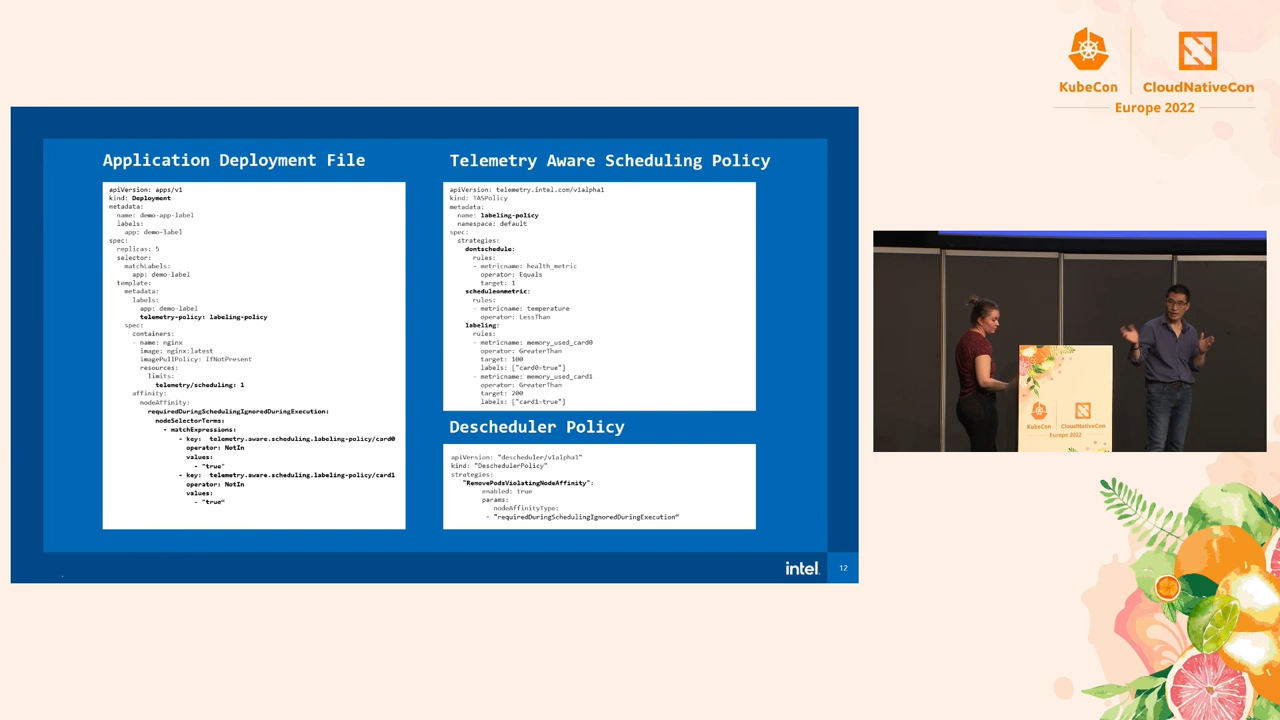 KubeCon
CloudNativeCon
Europe 2022
Application Deployment File
apiVersion: apps/v1
kind: Deployment
metadata:
name: demo-app-label
labels:
app: demo-label
spec:
replicas: 5
selector:
matchLabels:
app: demo-label
template:
metadata:
labels:
app: demo-label
telemetry-policy: labeling-policy
spec:
containers:
- name: nginx
image: nginx:latest
imagePullPolicy: IfNotPresent
resources:
limits:
telemetry/scheduling: 1
affinity:
nodeAffinity:
requiredDuringSchedulingIgnoredDuringExecution:
nodeSelectorTerms:
- matchExpressions:
- key: telemetry.aware.scheduling.labeling-policy/card0
operator: NotIn
values:
- "true"
- key: telemetry.aware.scheduling.labeling-policy/card1
operator: NotIn
values:
- "true"
Telemetry Aware Scheduling Policy
apiVersion: telemetry.intel.com/v1alpha1
kind: TASPolicy
metadata:
name: labeling-policy
namespace: default
spec:
strategies:
dontschedule:
rules:
- metricname: health_metric
operator: Equals
target: 1
scheduleonmetric:
rules:
- metricname: temperature
operator: LessThan
labeling:
rules:
- metricname: memory_used_card0
operator: GreaterThan
target: 100
labels: ["card0=true"]
- metricname: memory_used_card1
operator: GreaterThan
target: 200
labels: ["card1=true"]
Descheduler Policy
apiVersion: "descheduler/v1alpha1"
kind: "DeschedulerPolicy"
strategies:
"RemovePodsViolatingNodeAffinity":
enabled: true
params:
nodeAffinityType:
- "requiredDuringSchedulingIgnoredDuringExecution"
intel.
12
KubeCon
CloudNativeCon
Europe 2022